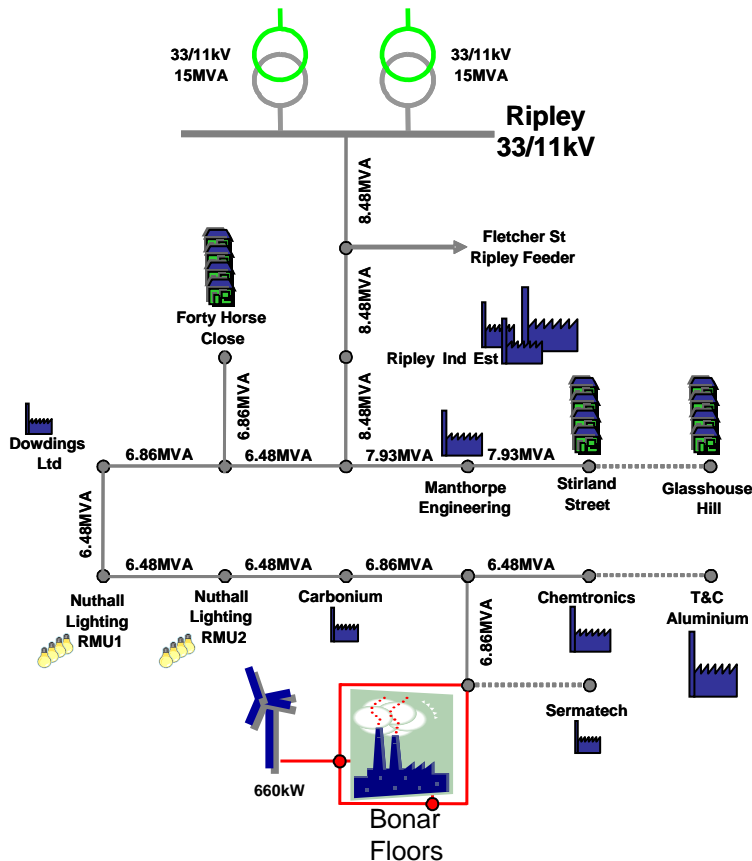 33/11kV
15MVA
33/11kV
15MVA
Ripley
33/11kV
8.48MVA
Fletcher St
Ripley Feeder
Forty Horse
Close
8.48MVA
Ripley Ind Est
6.86MVA
8.48MVA
Dowdings
Ltd
6.86MVA
6.48MVA
7.93MVA
7.93MVA
Manthorpe
Engineering
Stirland
Street
Glasshouse
Hill
6.48MVA
6.48MVA
6.48MVA
6.86MVA
6.48MVA
Nuthall
Lighting
RMU1
Nuthall
Lighting
RMU2
Carbonium
Chemtronics
T&C
Aluminium
6.86MVA
Sermatech
660kW
Bonar
Floors